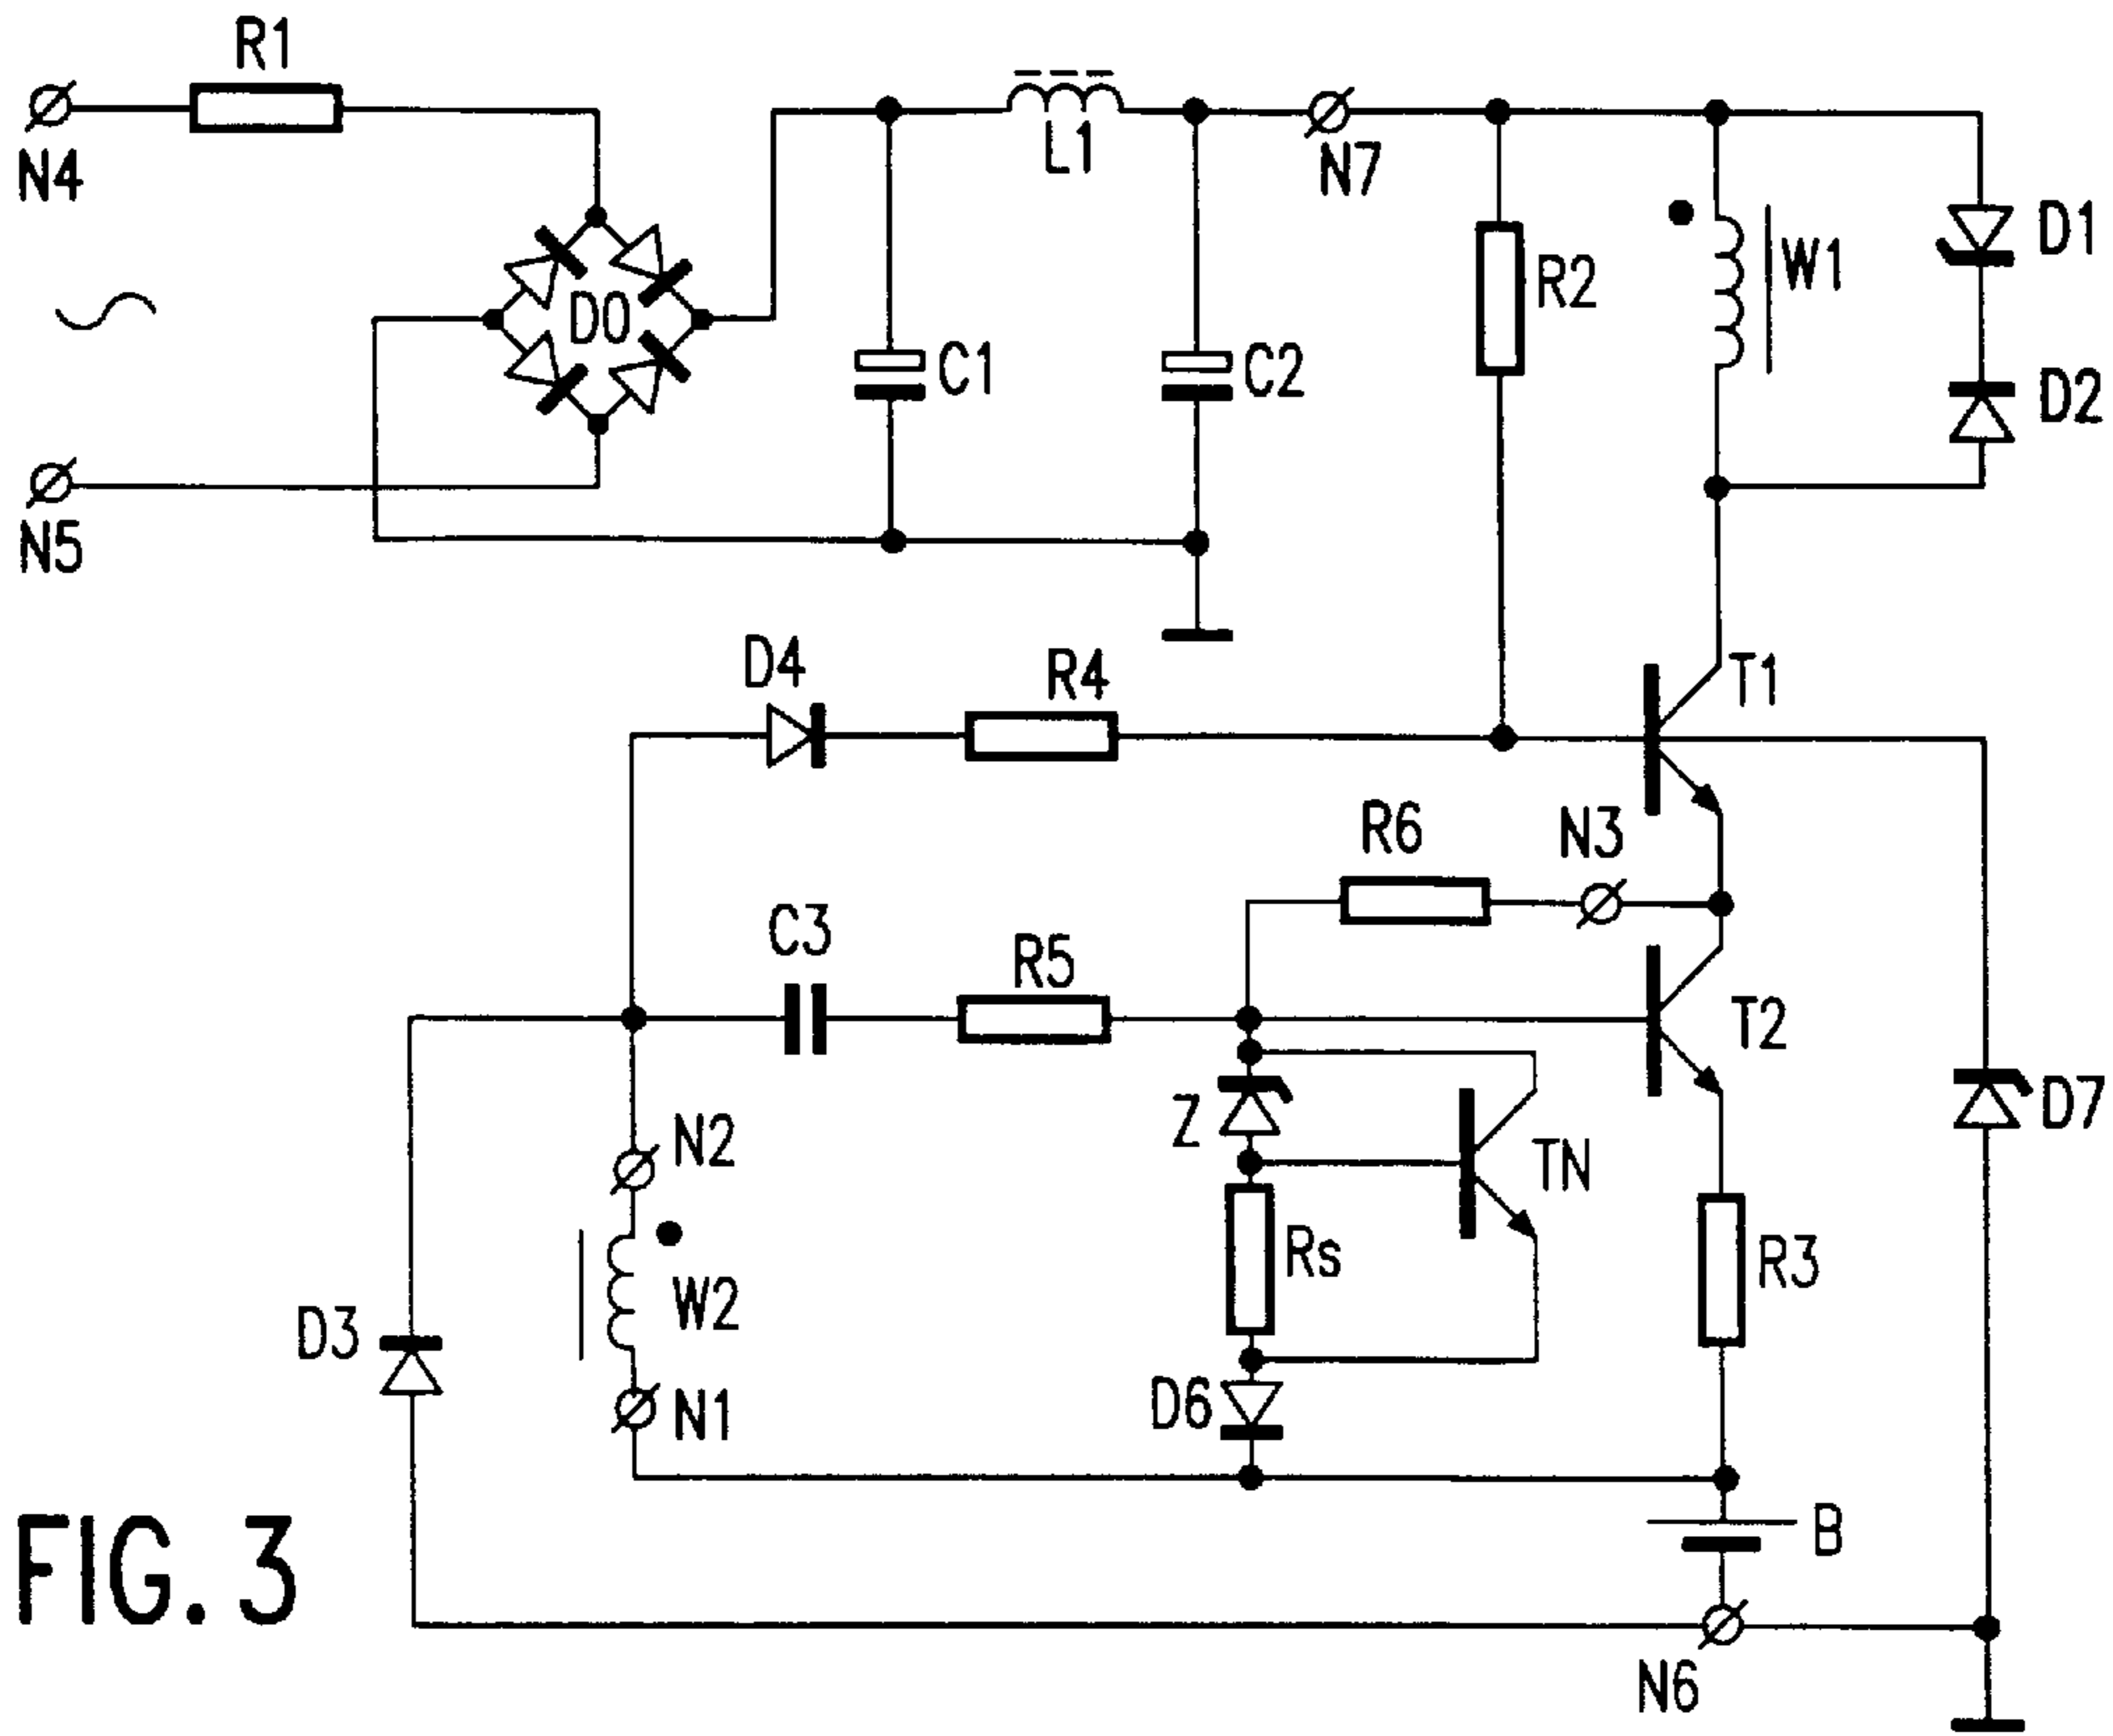 R1
N4
L1
N7
D1
R2
W1
D0
C1
C2
D2
N5
D4
R4
T1
R6
N3
C3
R5
T2
Z
TN
D7
N2
Rs
R3
W2
D3
D6
N1
B
FIG. 3
N6